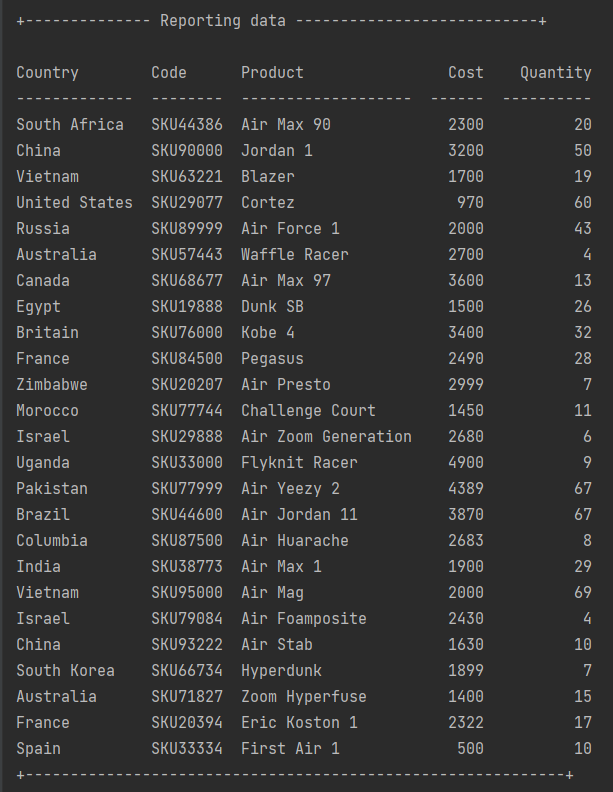 +-------------- Reporting data ---------------------------+
Country        Code      Product                Cost    Quantity
-------------  --------  -------------------  ------  ----------
South Africa   SKU44386  Air Max 90             2300          20
China          SKU90000  Jordan 1               3200          50
Vietnam        SKU63221  Blazer                 1700          19
United States  SKU29077  Cortez                  970          60
Russia         SKU89999  Air Force 1            2000          43
Australia      SKU57443  Waffle Racer           2700           4
Canada         SKU68677  Air Max 97             3600          13
Egypt          SKU19888  Dunk SB                1500          26
Britain        SKU76000  Kobe 4                 3400          32
France         SKU84500  Pegasus                2490          28
Zimbabwe       SKU20207  Air Presto             2999           7
Morocco        SKU77744  Challenge Court        1450          11
Israel         SKU29888  Air Zoom Generation    2680           6
Uganda         SKU33000  Flyknit Racer          4900           9
Pakistan       SKU77999  Air Yeezy 2            4389          67
Brazil         SKU44600  Air Jordan 11          3870          67
Columbia       SKU87500  Air Huarache           2683           8
India          SKU38773  Air Max 1              1900          29
Vietnam        SKU95000  Air Mag                2000          69
Israel         SKU79084  Air Foamposite         2430           4
China          SKU93222  Air Stab               1630          10
South Korea    SKU66734  Hyperdunk              1899           7
Australia      SKU71827  Zoom Hyperfuse         1400          15
France         SKU20394  Eric Koston 1          2322          17
Spain          SKU33334  First Air 1             500          10
+------------------------------------------------------------+